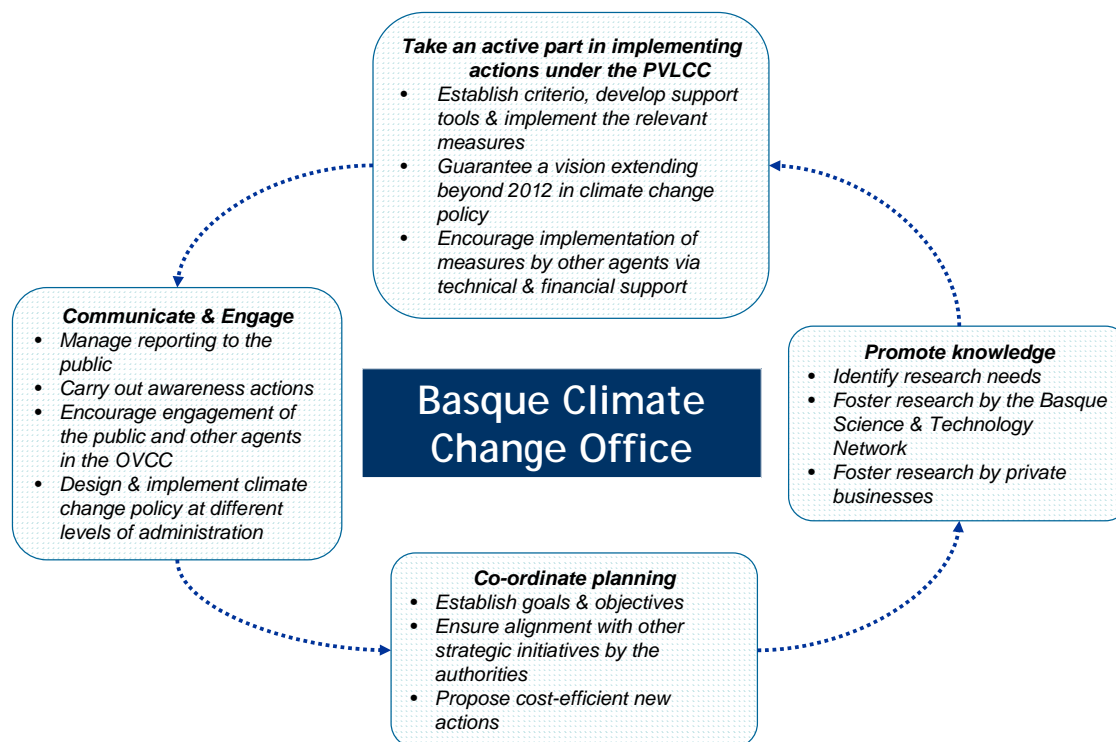 Take an active part in implementing
actions under the PVLCC
• Establish criterio, develop support
tools & implement the relevant
measures
• Guarantee a vision extending
beyond 2012 in climate change
policy
• Encourage implementation of
measures by other agents via
technical & financial support
Communicate & Engage
• Manage reporting to the
public
• Carry out awareness actions
• Encourage engagement of
the public and other agents
in the OVCC
• Design & implement climate
change policy at different
levels of administration
Basque Climate
Change Office
Promote knowledge
• Identify research needs
• Foster research by the Basque
Science & Technology
Network
• Foster research by private
businesses
Co-ordinate planning
• Establish goals & objectives
• Ensure alignment with other
strategic initiatives by the
authorities
• Propose cost-efficient new
actions